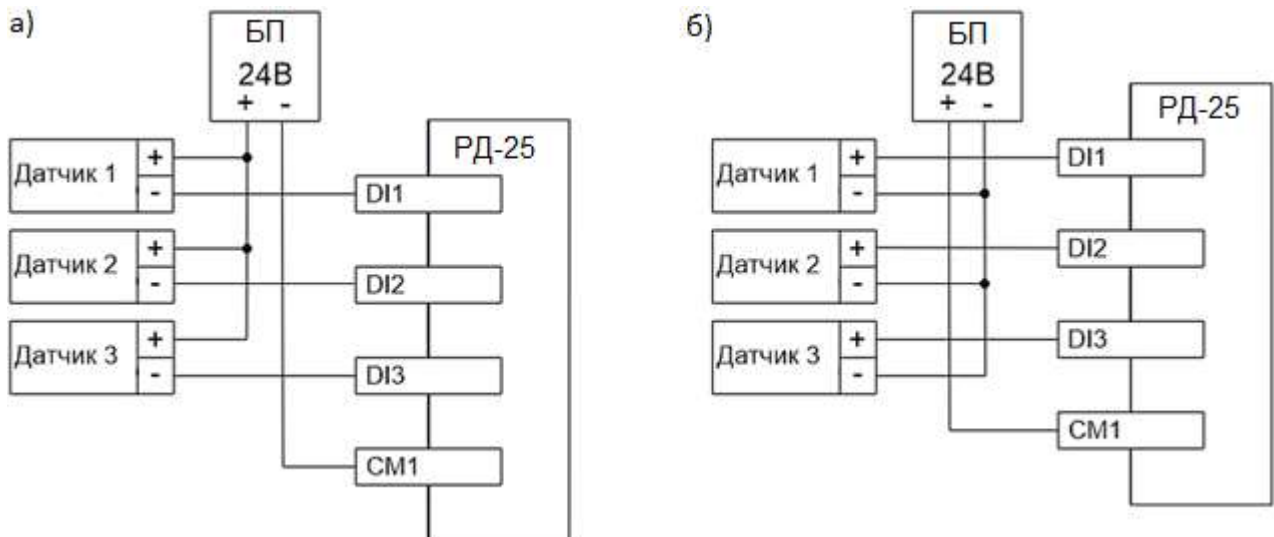 а)
БП
24В
+ -
РД-25
Датчик 1
+
-
DI1
Датчик 2
+
-
DI2
Датчик 3
+
-
DI3
CM1
б)
БП
24В
+ -
РД-25
Датчик 1
+
-
DI1
Датчик 2
+
-
DI2
Датчик 3
+
-
DI3
CM1